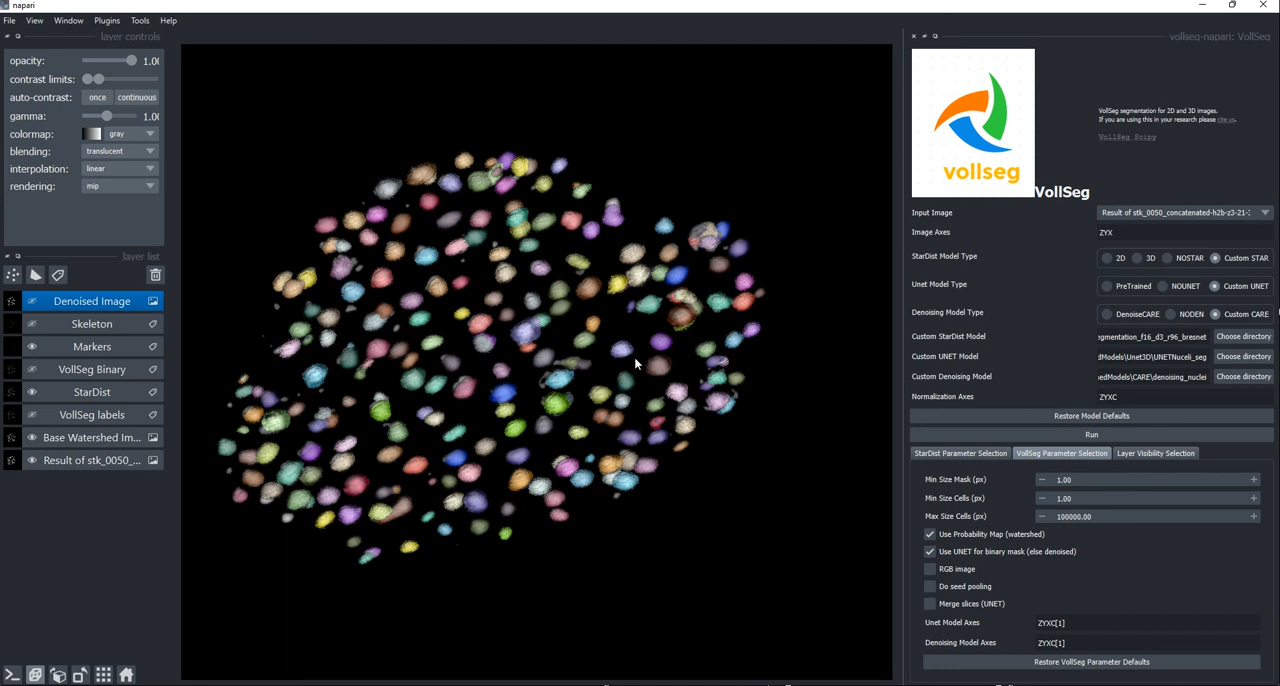 napari
File View Window Plugins Tools Help
layer controls
opacity: 1.0
contrast limits:
auto-contrast: once continuous
gamma: 1.0
colormap: gray
blending: translucent
interpolation: linear
rendering: mip
layer list
Denoised Image
Skeleton
Markers
VollSeg Binary
StarDist
VollSeg labels
Base Watershed Im...
Result of stk_0050_...
vollseg-napari: VollSeg
vollseg
VollSeg
VollSeg segmentation for 2D and 3D images.
If you are using this in your research please cite us.
VollSeg Scipy
Input Image Result of stk_0050_concatenated-h2b-z3-21-:
Image Axes ZYX
StarDist Model Type 2D 3D NOSTAR Custom STAR
Unet Model Type PreTrained NOUNET Custom UNET
Denoising Model Type DenoiseCARE NODEN Custom CARE
Custom StarDist Model egmentation_f16_d3_r96_bresnet Choose directory
Custom UNET Model dModels\Unet3D\UNETNuceli_seg Choose directory
Custom Denoising Model nedModels\CARE\denoising_nuclei Choose directory
Normalization Axes ZYXC
Restore Model Defaults
Run
StarDist Parameter Selection VollSeg Parameter Selection Layer Visibility Selection
Min Size Mask (px) 1.00
Min Size Cells (px) 1.00
Max Size Cells (px) 100000.00
Use Probability Map (watershed)
Use UNET for binary mask (else denoised)
RGB image
Do seed pooling
Merge slices (UNET)
Unet Model Axes ZYXC[1]
Denoising Model Axes ZYXC[1]
Restore VollSeg Parameter Defaults